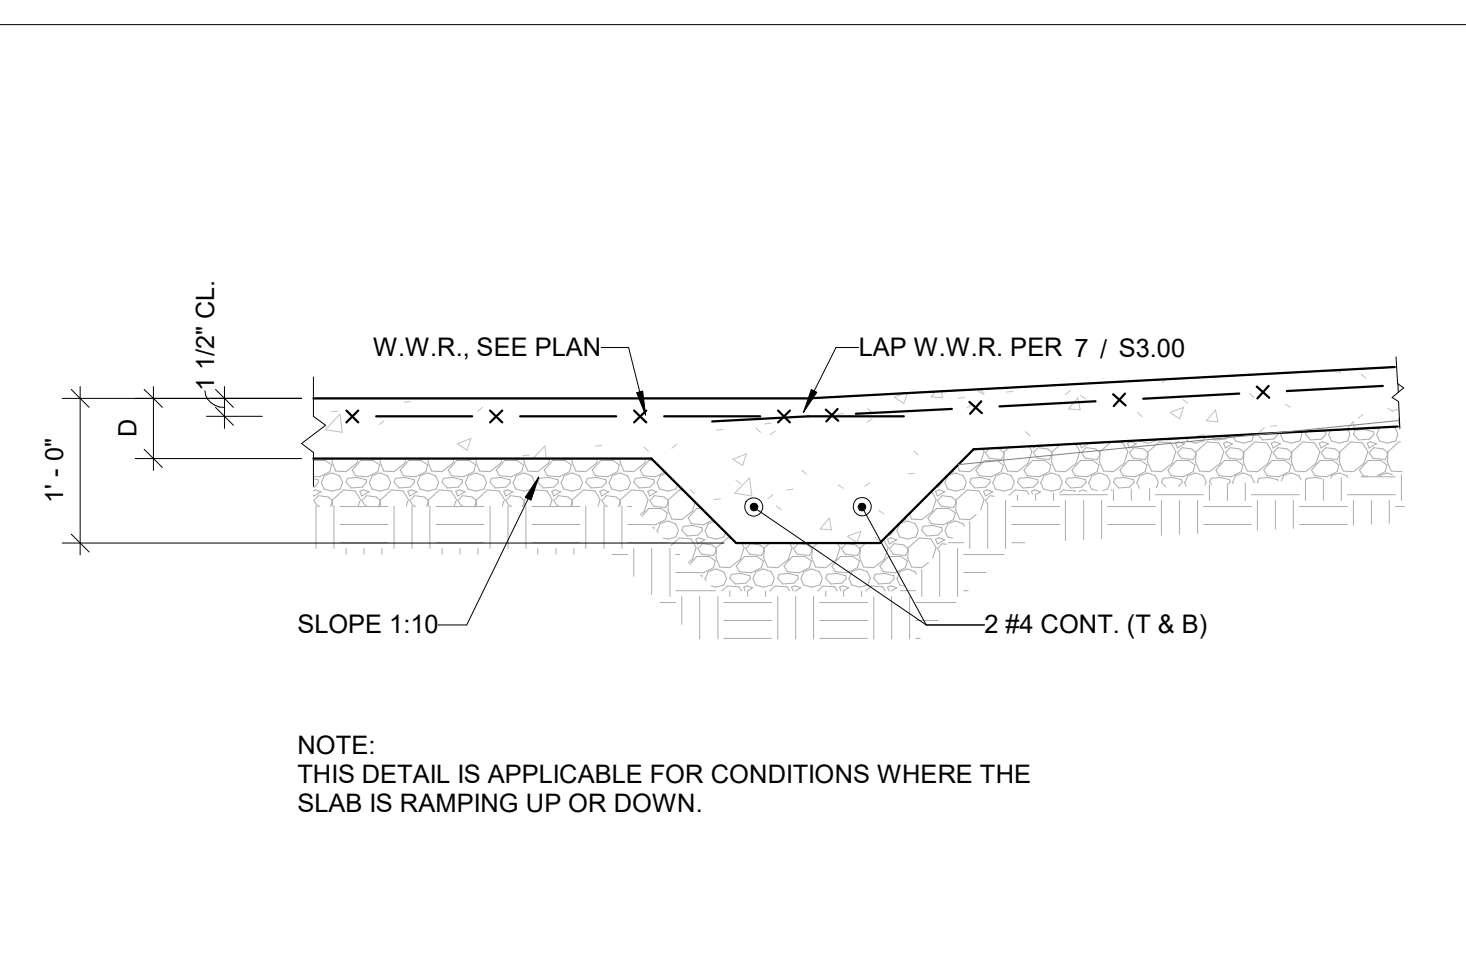 1 1/2" CL.
D
1' - 0"
W.W.R., SEE PLAN
LAP W.W.R. PER 7 / S3.00
SLOPE 1:10
2 #4 CONT. (T & B)
NOTE:
THIS DETAIL IS APPLICABLE FOR CONDITIONS WHERE THE
SLAB IS RAMPING UP OR DOWN.